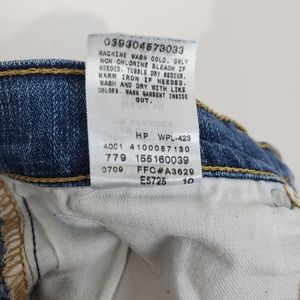 039304573033
MACHINE WASH COLD. ONLY
NON-CHLORINE BLEACH IF
NEEDED. TUMBLE DRY MEDIUM.
WARM IRON IF NEEDED.
WASH AND DRY WITH LIKE
COLORS. WASH GARMENT INSIDE
OUT.
HP WPL-423
4001 41000057130
779 155160039
0709 FFC#A3629
E5725 10